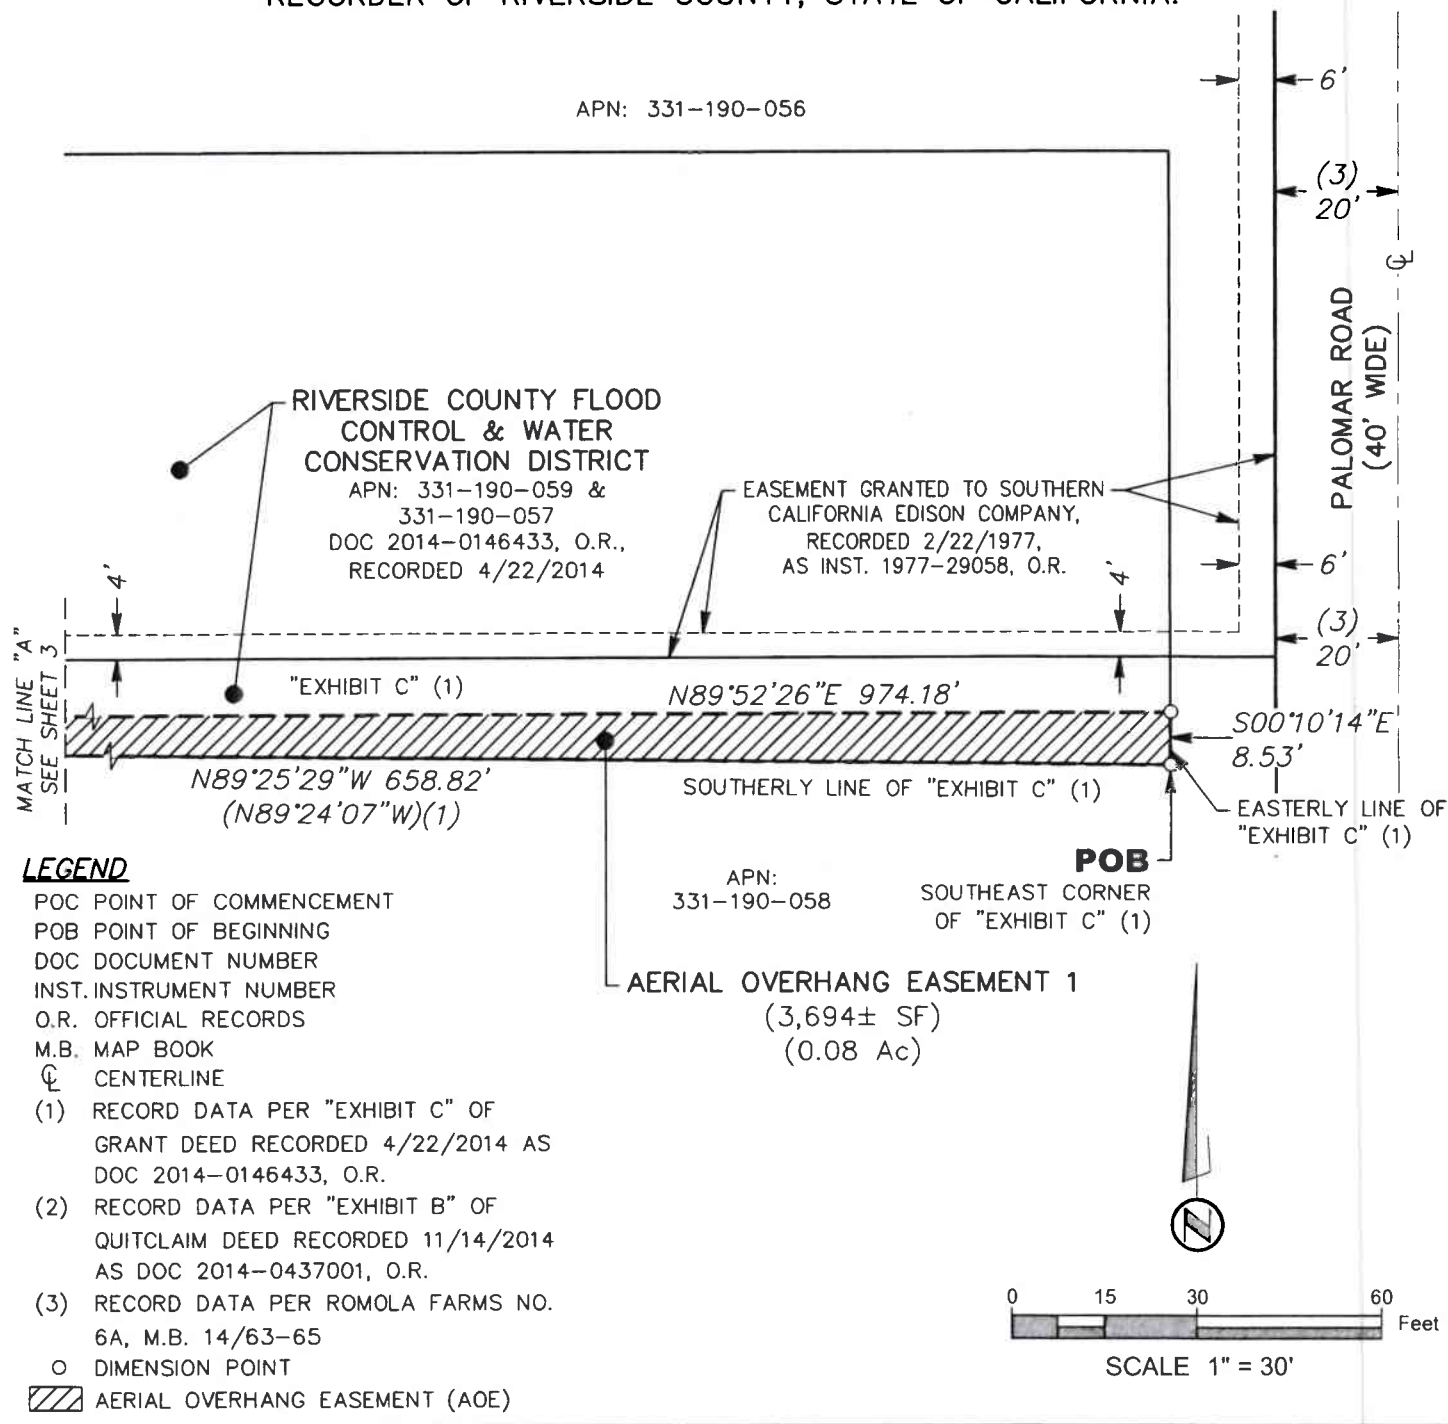 RECORDER OF RIVERSIDE COUNTY, STATE OF CALIFORNIA.
APN: 331-190-056
6'
(3)
20'
℄
PALOMAR ROAD
(40' WIDE)
RIVERSIDE COUNTY FLOOD
CONTROL & WATER
CONSERVATION DISTRICT
APN: 331-190-059 &
331-190-057
DOC 2014-0146433, O.R.,
RECORDED 4/22/2014
EASEMENT GRANTED TO SOUTHERN
CALIFORNIA EDISON COMPANY,
RECORDED 2/22/1977,
AS INST. 1977-29058, O.R.
4'
4'
6'
(3)
20'
MATCH LINE "A"
SEE SHEET 3
"EXHIBIT C" (1)
N89°52'26"E 974.18'
S00°10'14"E
8.53'
N89°25'29"W 658.82'
(N89°24'07"W)(1)
SOUTHERLY LINE OF "EXHIBIT C" (1)
EASTERLY LINE OF
"EXHIBIT C" (1)
POB
SOUTHEAST CORNER
OF "EXHIBIT C" (1)
APN:
331-190-058
AERIAL OVERHANG EASEMENT 1
(3,694± SF)
(0.08 Ac)
LEGEND
POC POINT OF COMMENCEMENT
POB POINT OF BEGINNING
DOC DOCUMENT NUMBER
INST. INSTRUMENT NUMBER
O.R. OFFICIAL RECORDS
M.B. MAP BOOK
℄ CENTERLINE
(1) RECORD DATA PER "EXHIBIT C" OF
GRANT DEED RECORDED 4/22/2014 AS
DOC 2014-0146433, O.R.
(2) RECORD DATA PER "EXHIBIT B" OF
QUITCLAIM DEED RECORDED 11/14/2014
AS DOC 2014-0437001, O.R.
(3) RECORD DATA PER ROMOLA FARMS NO.
6A, M.B. 14/63-65
DIMENSION POINT
AERIAL OVERHANG EASEMENT (AOE)
N
0 15 30 60
Feet
SCALE 1" = 30'